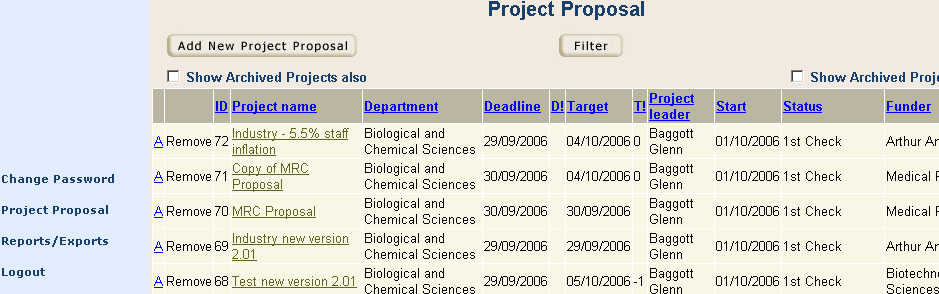 Project Proposal
Add New Project Proposal Filter
Show Archived Projects also Show Archived
ID Project name Department Deadline D! Target T! Project leader Start Status Funder
A Remove 72 Industry - 5.5% staff inflation Biological and Chemical Sciences 29/09/2006 04/10/2006 0 Baggott Glenn 01/10/2006 1st Check Arthur
A Remove 71 Copy of MRC Proposal Biological and Chemical Sciences 30/09/2006 04/10/2006 0 Baggott Glenn 01/10/2006 1st Check Medical
A Remove 70 MRC Proposal Biological and Chemical Sciences 30/09/2006 30/09/2006 Baggott Glenn 01/10/2006 1st Check Medical
A Remove 69 Industry new version 2.01 Biological and Chemical Sciences 29/09/2006 29/09/2006 Baggott Glenn 01/10/2006 1st Check Arthur
A Remove 68 Test new version 2.01 Biological and Chemical Sciences 29/09/2006 05/10/2006 -1 Baggott Glenn 01/10/2006 1st Check Sciences
Change Password
Project Proposal
Reports/Exports
Logout